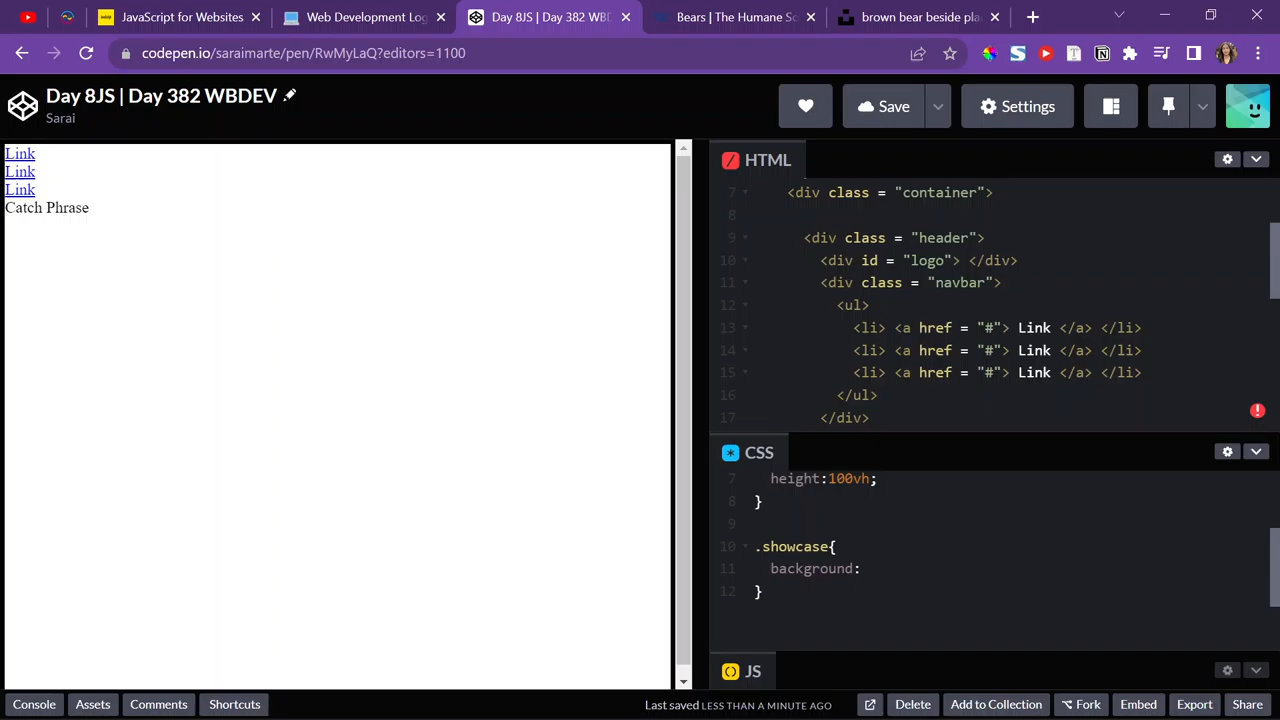 JavaScript for Websites
Web Development Log
Day 8JS | Day 382 WBD
Bears | The Humane So
brown bear beside pla
codepen.io/saraimarte/pen/RwMyLaQ?editors=1100
Day 8JS | Day 382 WBDEV
Sarai
Save
Settings
Link
Link
Link
Catch Phrase
HTML
7 <div class = "container">
8
9 <div class = "header">
10 <div id = "logo"> </div>
11 <div class = "navbar">
12 <ul>
13 <li> <a href = "#"> Link </a> </li>
14 <li> <a href = "#"> Link </a> </li>
15 <li> <a href = "#"> Link </a> </li>
16 </ul>
17 </div>
CSS
7 height:100vh;
8 }
9
10 .showcase{
11 background:
12 }
JS
Console
Assets
Comments
Shortcuts
Last saved LESS THAN A MINUTE AGO
Delete
Add to Collection
Fork
Embed
Export
Share